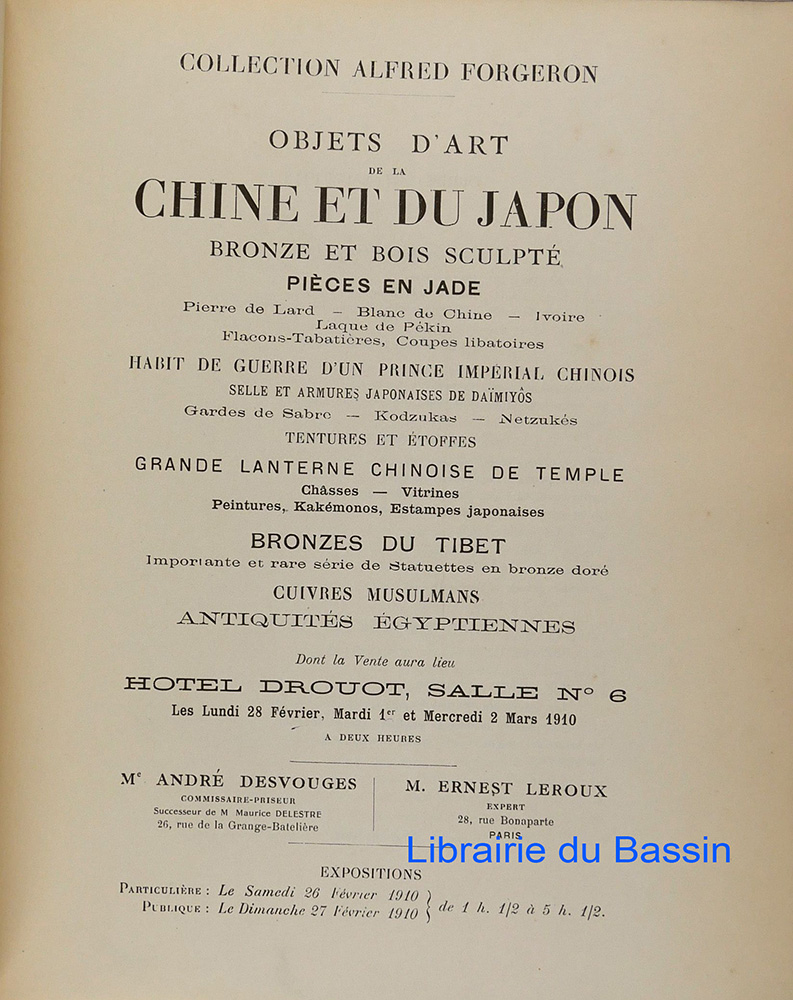 COLLECTION ALFRED FORGERON
OBJETS D'ART
DE LA
CHINE ET DU JAPON
BRONZE ET BOIS SCULPTÉ
PIÈCES EN JADE
Pierre de Lard — Blanc de Chine — Ivoire
Laque de Pékin
Flacons-Tabatières, Coupes libatoires
HABIT DE GUERRE D'UN PRINCE IMPÉRIAL CHINOIS
SELLE ET ARMURES JAPONAISES DE DAÏMIYÔS
Gardes de Sabre — Kodzukas — Netzukés
TENTURES ET ÉTOFFES
GRANDE LANTERNE CHINOISE DE TEMPLE
Châsses — Vitrines
Peintures, Kakémonos, Estampes japonaises
BRONZES DU TIBET
Importante et rare série de Statuettes en bronze doré
CUIVRES MUSULMANS
ANTIQUITÉS ÉGYPTIENNES
Dont la Vente aura lieu
HOTEL DROUOT, SALLE N° 6
Les Lundi 28 Février, Mardi 1er et Mercredi 2 Mars 1910
A DEUX HEURES
Me ANDRÉ DESVOUGES
COMMISSAIRE-PRISEUR
Successeur de M Maurice DELESTRE
26, rue de la Grange-Batelière
M. ERNEST LEROUX
EXPERT
28, rue Bonaparte
PARIS
Librairie du Bassin
EXPOSITIONS
PARTICULIÈRE : Le Samedi 26 Février 1910
PUBLIQUE : Le Dimanche 27 Février 1910
de 1 h. 1/2 à 5 h. 1/2.